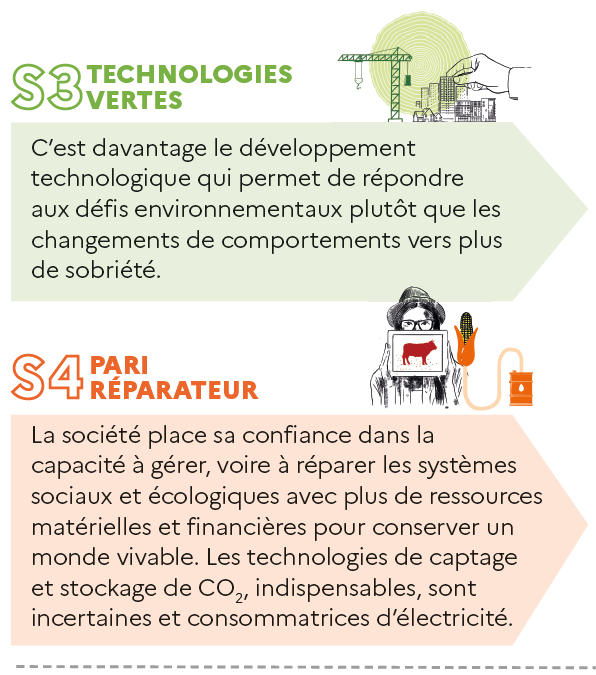 S3 TECHNOLOGIES
VERTES
C’est davantage le développement
technologique qui permet de répondre
aux défis environnementaux plutôt que les
changements de comportements vers plus
de sobriété.
S4 PARI
RÉPARATEUR
La société place sa confiance dans la
capacité à gérer, voire à réparer les systèmes
sociaux et écologiques avec plus de ressources
matérielles et financières pour conserver un
monde vivable. Les technologies de captage
et stockage de CO₂, indispensables, sont
incertaines et consommatrices d’électricité.